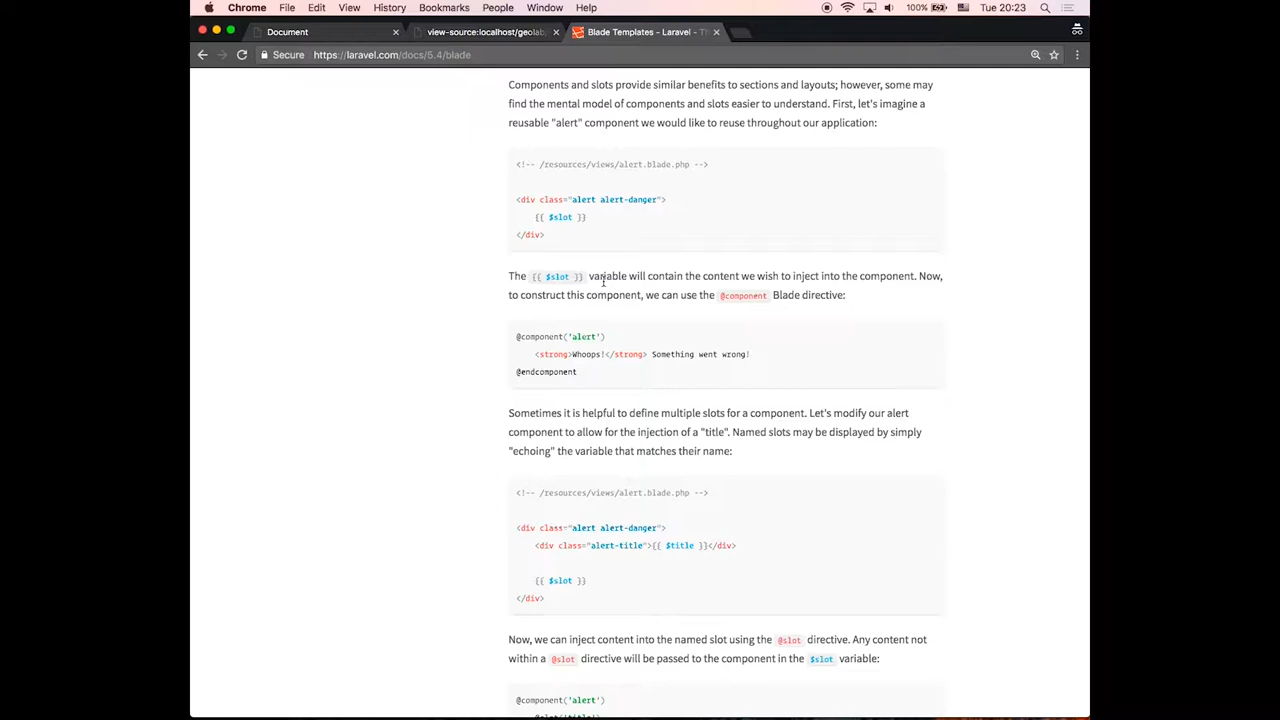 Chrome File Edit View History Bookmarks People Window Help 100% Tue 20:23
Document view-source:localhost/geolab Blade Templates - Laravel - Th
Secure https://laravel.com/docs/5.4/blade
Components and slots provide similar benefits to sections and layouts; however, some may
find the mental model of components and slots easier to understand. First, let's imagine a
reusable "alert" component we would like to reuse throughout our application:
<!-- /resources/views/alert.blade.php -->
<div class="alert alert-danger">
{{ $slot }}
</div>
The {{ $slot }} variable will contain the content we wish to inject into the component. Now,
to construct this component, we can use the @component Blade directive:
@component('alert')
<strong>Whoops!</strong> Something went wrong!
@endcomponent
Sometimes it is helpful to define multiple slots for a component. Let's modify our alert
component to allow for the injection of a "title". Named slots may be displayed by simply
"echoing" the variable that matches their name:
<!-- /resources/views/alert.blade.php -->
<div class="alert alert-danger">
<div class="alert-title">{{ $title }}</div>
{{ $slot }}
</div>
Now, we can inject content into the named slot using the @slot directive. Any content not
within a @slot directive will be passed to the component in the $slot variable:
@component('alert')
@slot('title')